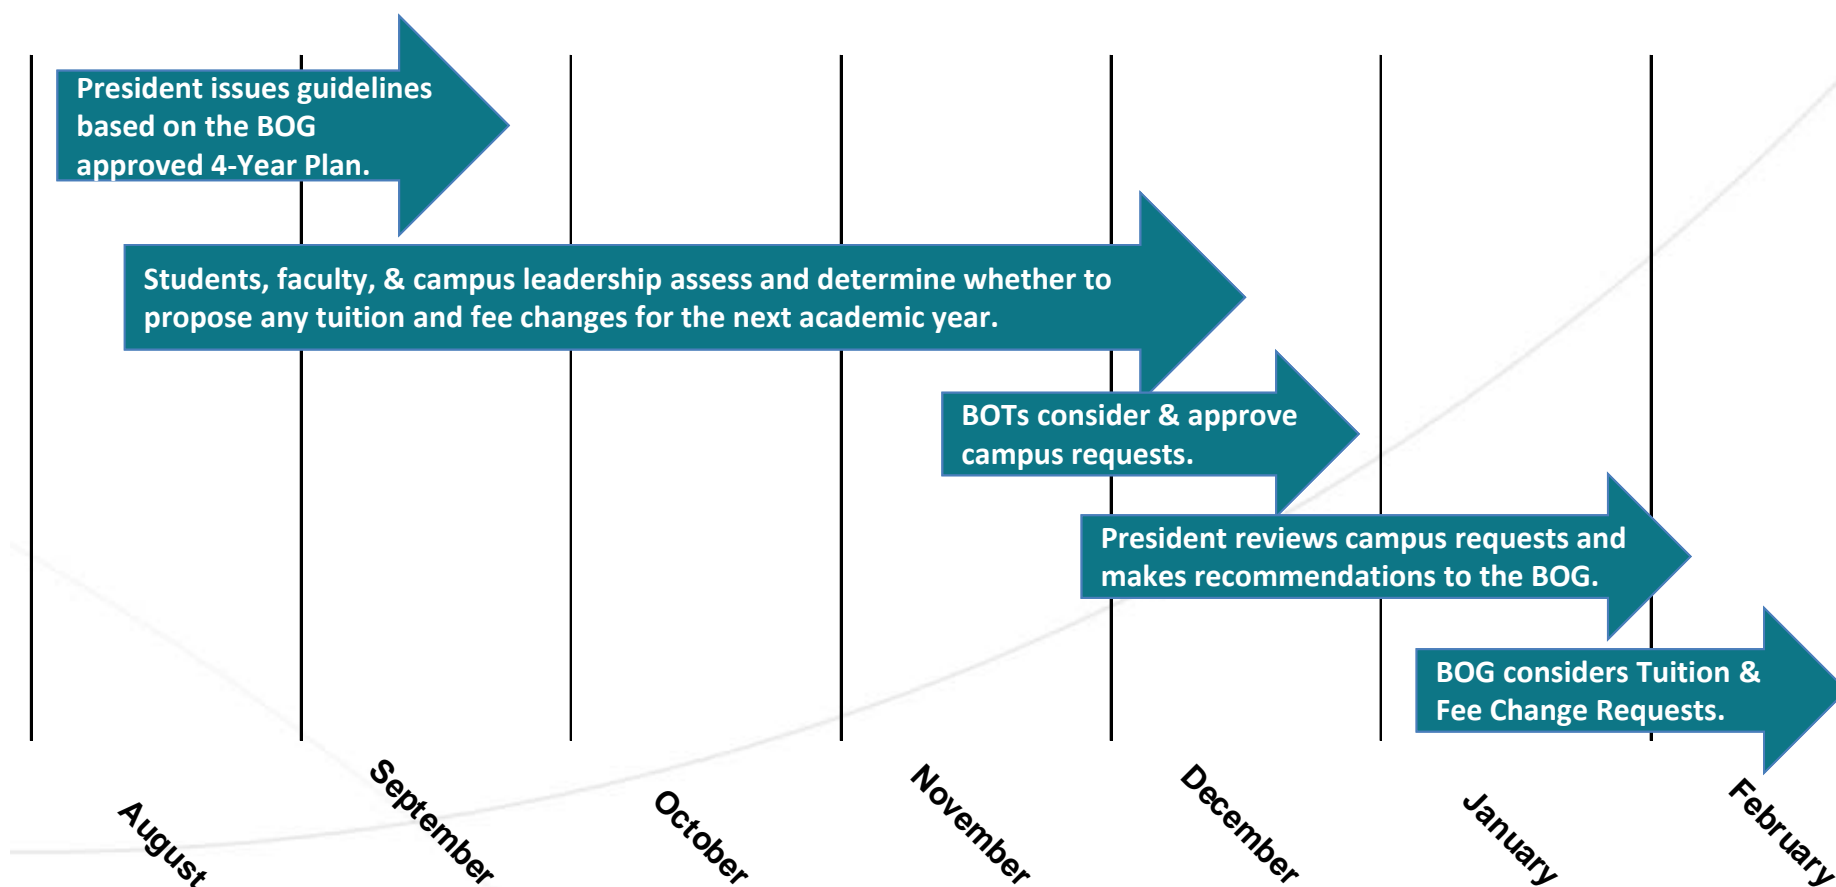 President issues guidelines
based on the BOG
approved 4-Year Plan.
Students, faculty, & campus leadership assess and determine whether to
propose any tuition and fee changes for the next academic year.
BOTs consider & approve
campus requests.
President reviews campus requests and
makes recommendations to the BOG.
BOG considers Tuition &
Fee Change Requests.
August
September
October
November
December
January
February